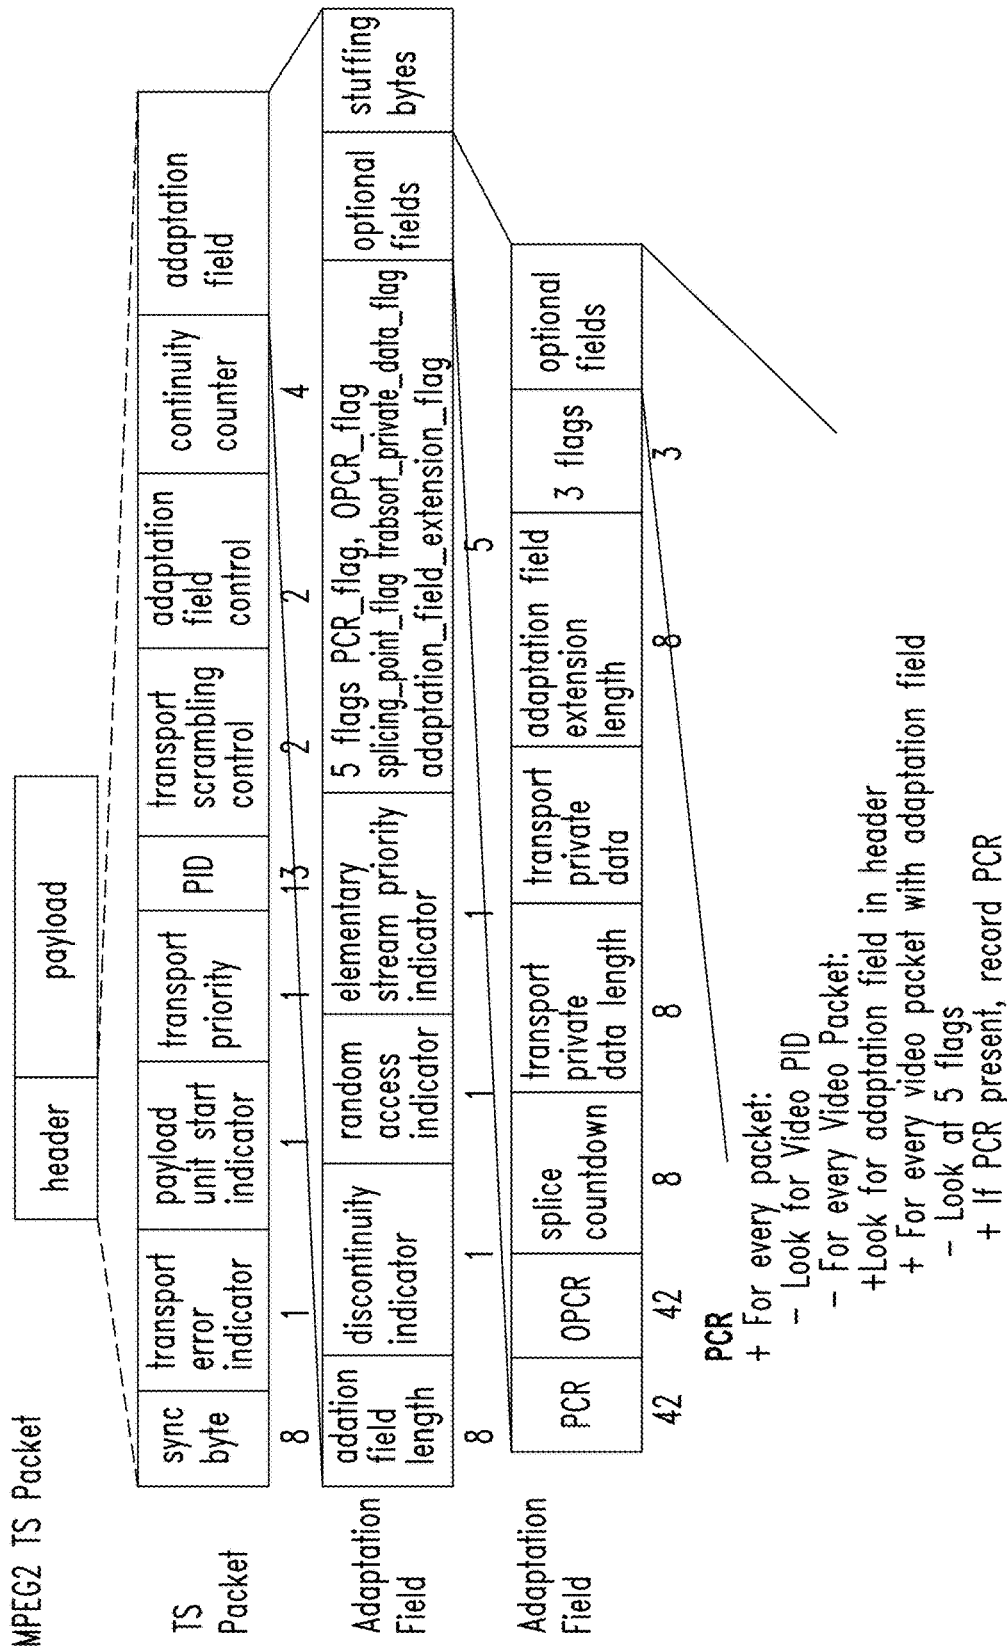 MPEG2 TS Packet
header
payload
TS
Packet
sync
byte
transport
error
indicator
payload
unit start
indicator
transport
priority
PID
transport
scrambling
control
adaptation
field
control
continuity
counter
adaptation
field
8
1
1
1
13
2
2
4
Adaptation
Field
adation
field
length
discontinuity
indicator
random
access
indicator
elementary
stream priority
indicator
5 flags PCR_flag, OPCR_flag
splicing_point_flag trabsort_private_data_flag
adaptation_field_extension_flag
optional
fields
stuffing
bytes
8
1
1
1
5
Adaptation
Field
PCR
OPCR
splice
countdown
transport
private
data length
transport
private
data
adaptation field
extension
length
3 flags
optional
fields
42
42
8
8
8
3
PCR
+ For every packet:
- Look for Video PID
- For every Video Packet:
+Look for adaptation field in header
+ For every video packet with adaptation field
- Look at 5 flags
+ If PCR present, record PCR